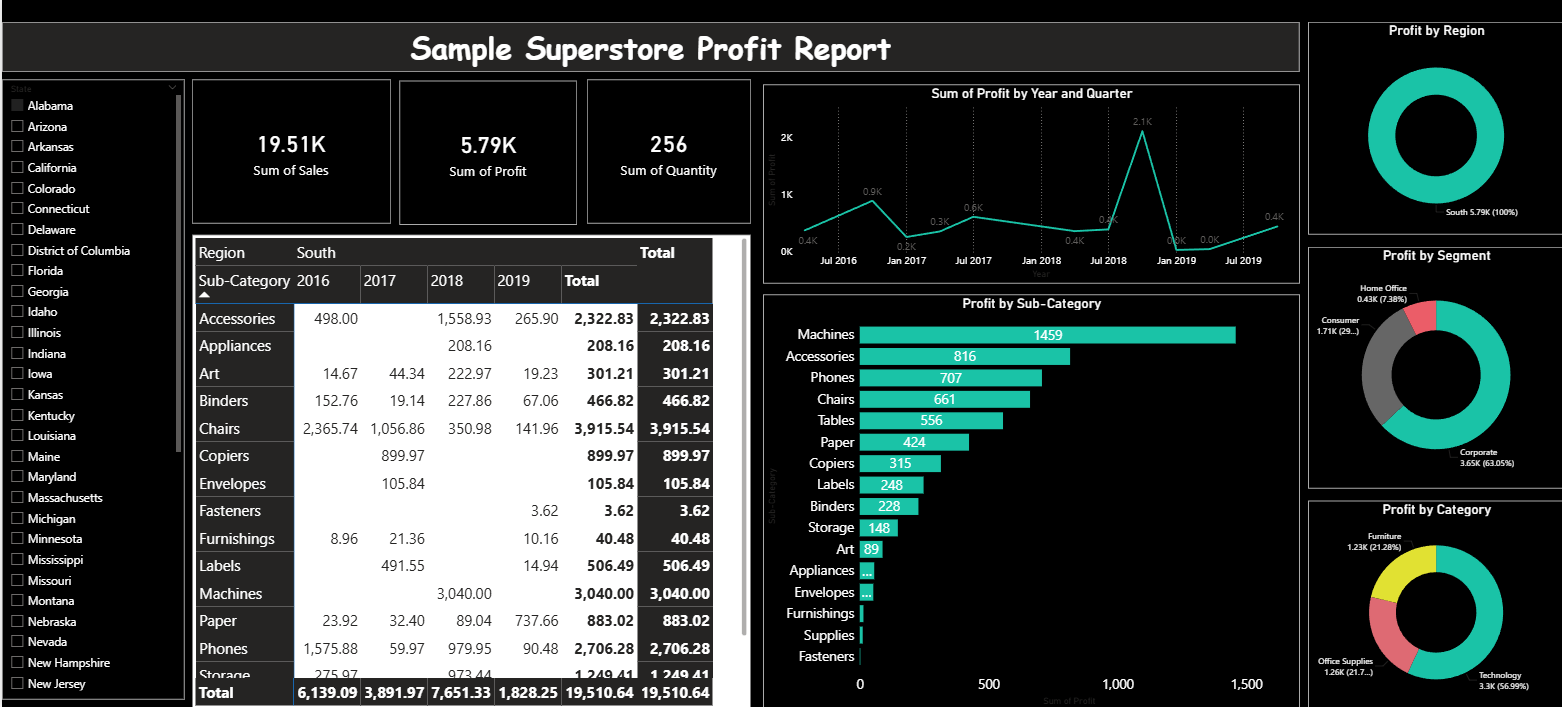 Sample Superstore Profit Report
State
Alabama
Arizona
Arkansas
California
Colorado
Connecticut
Delaware
District of Columbia
Florida
Georgia
Idaho
Illinois
Indiana
Iowa
Kansas
Kentucky
Louisiana
Maine
Maryland
Massachusetts
Michigan
Minnesota
Mississippi
Missouri
Montana
Nebraska
Nevada
New Hampshire
New Jersey
19.51K
Sum of Sales
5.79K
Sum of Profit
256
Sum of Quantity
Region South Total
Sub-Category 2016 2017 2018 2019 Total
Accessories 498.00 1,558.93 265.90 2,322.83 2,322.83
Appliances 208.16 208.16 208.16
Art 14.67 44.34 222.97 19.23 301.21 301.21
Binders 152.76 19.14 227.86 67.06 466.82 466.82
Chairs 2,365.74 1,056.86 350.98 141.96 3,915.54 3,915.54
Copiers 899.97 899.97 899.97
Envelopes 105.84 105.84 105.84
Fasteners 3.62 3.62 3.62
Furnishings 8.96 21.36 10.16 40.48 40.48
Labels 491.55 14.94 506.49 506.49
Machines 3,040.00 3,040.00 3,040.00
Paper 23.92 32.40 89.04 737.66 883.02 883.02
Phones 1,575.88 59.97 979.95 90.48 2,706.28 2,706.28
Storage 275.97 973.44 1,249.41 1,249.41
Total 6,139.09 3,891.97 7,651.33 1,828.25 19,510.64 19,510.64
Sum of Profit by Year and Quarter
Sum of Profit
2K
1K
0K
0.4K
0.9K
0.2K
0.3K
0.6K
0.4K
0.4K
2.1K
0.0K
0.0K
0.4K
Jul 2016 Jan 2017 Jul 2017 Jan 2018 Jul 2018 Jan 2019 Jul 2019
Year
Profit by Sub-Category
Sub-Category
Machines 1459
Accessories 816
Phones 707
Chairs 661
Tables 556
Paper 424
Copiers 315
Labels 248
Binders 228
Storage 148
Art 89
Appliances ...
Envelopes ...
Furnishings
Supplies
Fasteners
0 500 1,000 1,500
Sum of Profit
Profit by Region
South 5.79K (100%)
Profit by Segment
Home Office
0.43K (7.38%)
Consumer
1.71K (29...)
Corporate
3.65K (63.05%)
Profit by Category
Furniture
1.23K (21.28%)
Office Supplies
1.26K (21.7...)
Technology
3.3K (56.99%)